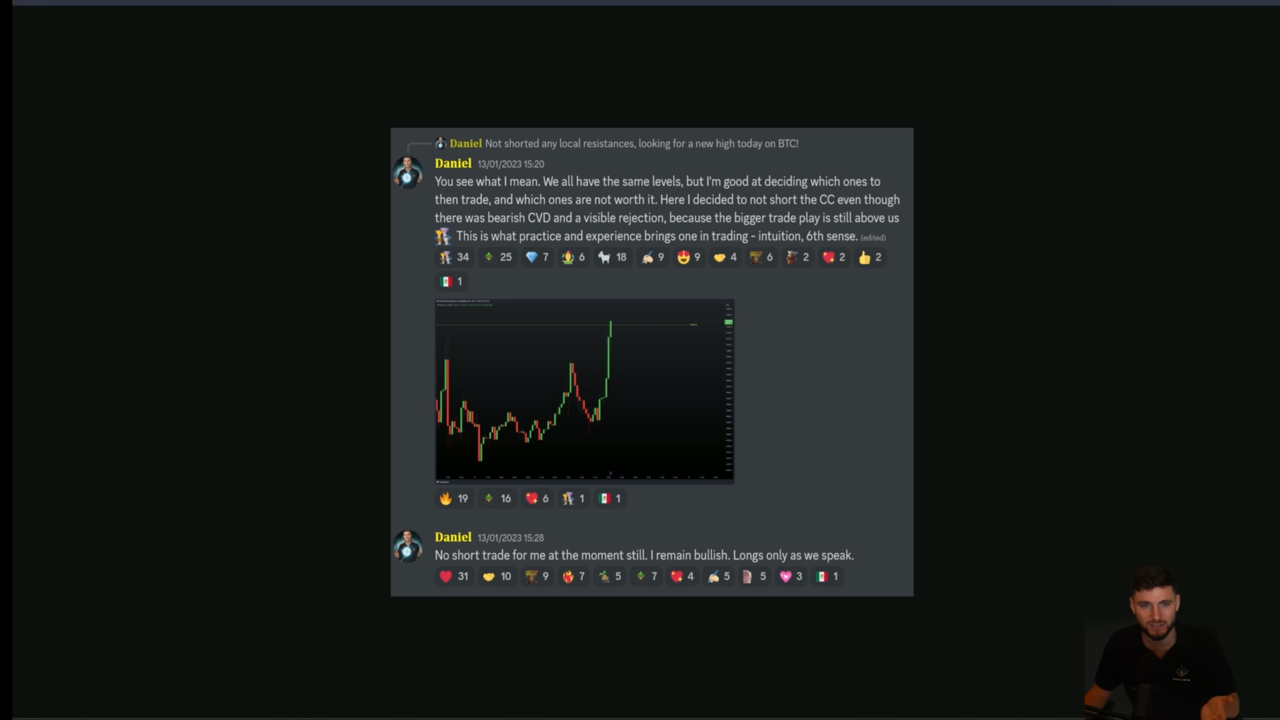 Daniel Not shorted any local resistances, looking for a new high today on BTC!
Daniel 13/01/2023 15:20
You see what I mean. We all have the same levels, but I'm good at deciding which ones to
then trade, and which ones are not worth it. Here I decided to not short the CC even though
there was bearish CVD and a visible rejection, because the bigger trade play is still above us
This is what practice and experience brings one in trading - intuition, 6th sense. (edited)
34 25 7 6 18 9 9 4 6 2 2 2
1
19 16 6 1 1
Daniel 13/01/2023 15:28
No short trade for me at the moment still. I remain bullish. Longs only as we speak.
31 10 9 7 5 7 4 5 5 3 1